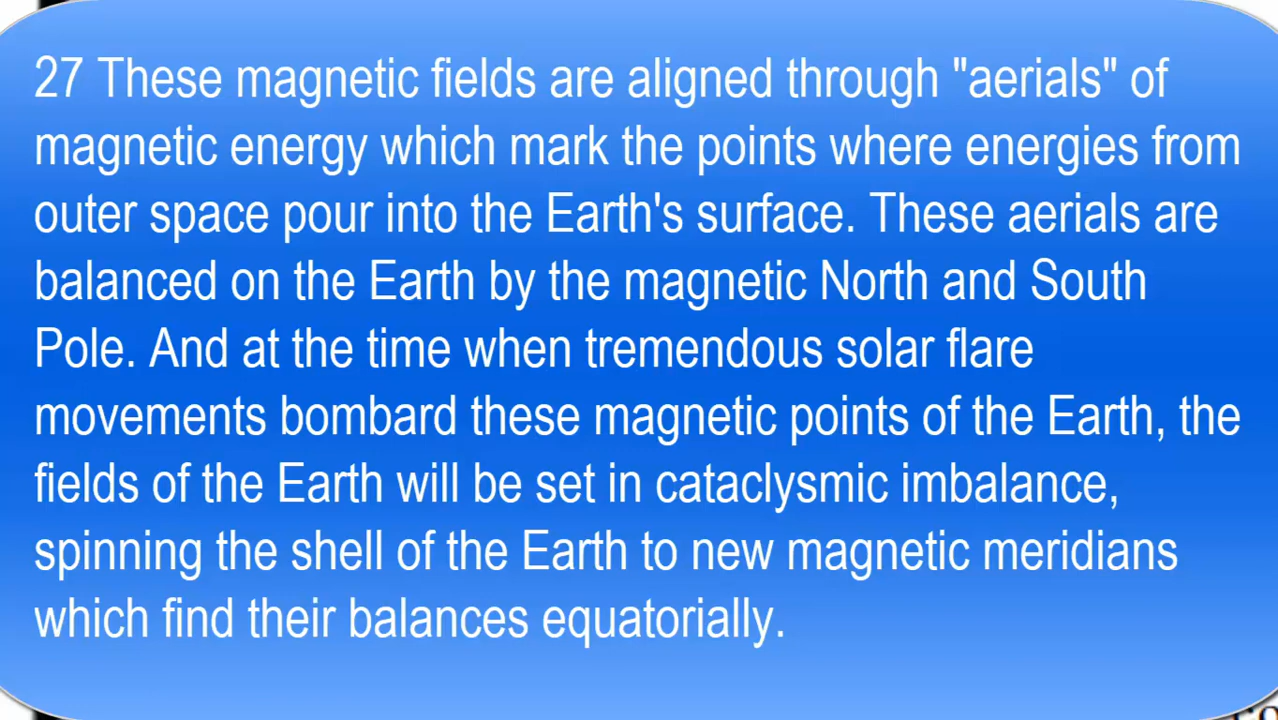 27 These magnetic fields are aligned through "aerials" of
magnetic energy which mark the points where energies from
outer space pour into the Earth's surface. These aerials are
balanced on the Earth by the magnetic North and South
Pole. And at the time when tremendous solar flare
movements bombard these magnetic points of the Earth, the
fields of the Earth will be set in cataclysmic imbalance,
spinning the shell of the Earth to new magnetic meridians
which find their balances equatorially.